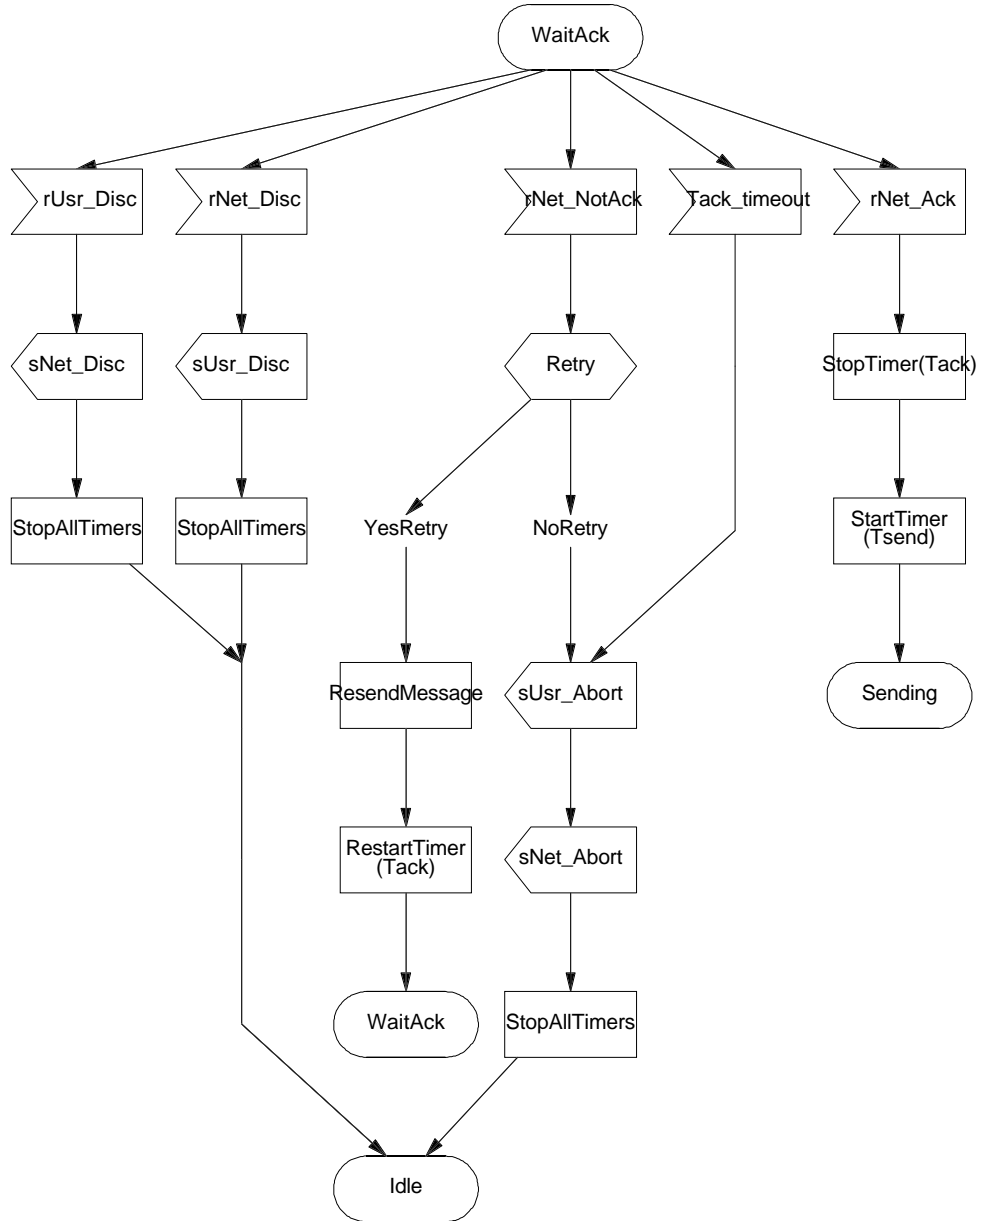 WaitAck
rUsr_Disc
rNet_Disc
rNet_NotAck
Tack_timeout
rNet_Ack
sNet_Disc
sUsr_Disc
Retry
StopTimer(Tack)
StopAllTimers
StopAllTimers
YesRetry
NoRetry
StartTimer
(Tsend)
ResendMessage
sUsr_Abort
Sending
RestartTimer
(Tack)
sNet_Abort
WaitAck
StopAllTimers
Idle